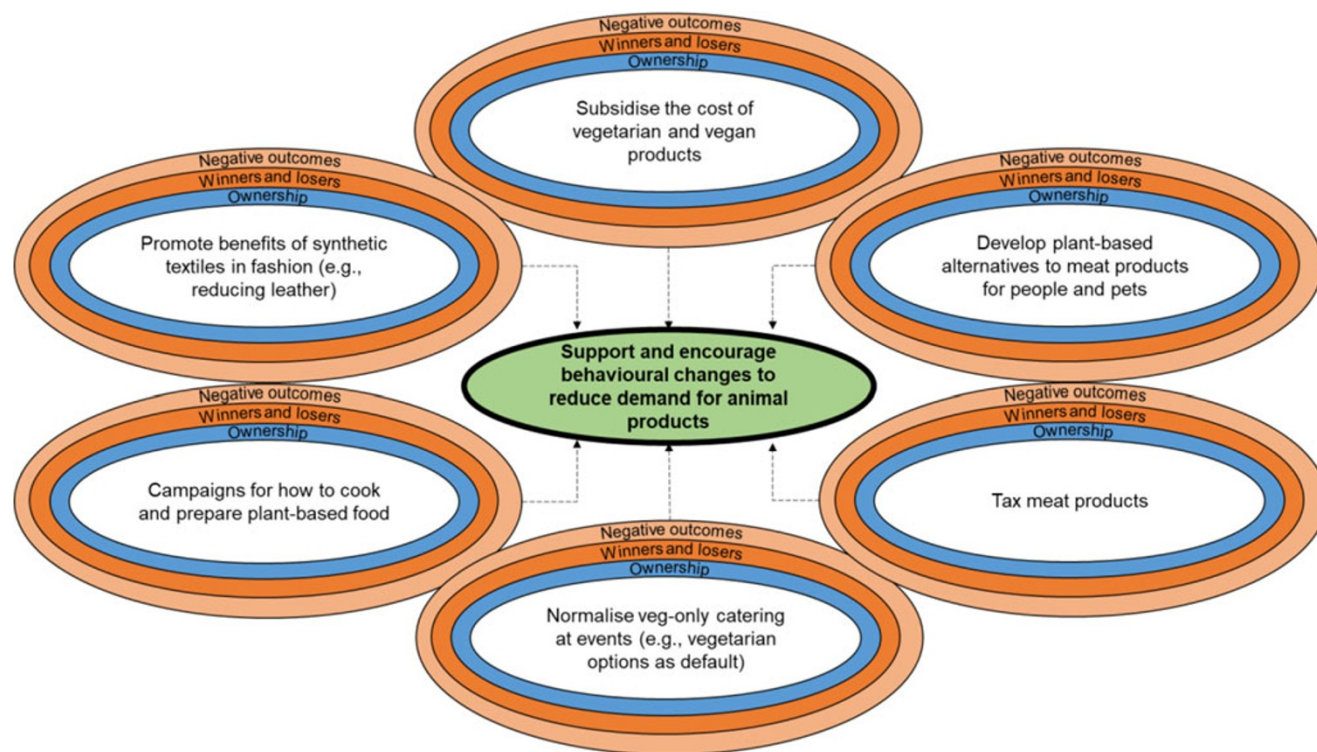 Negative outcomes
Winners and losers
Ownership
Subsidise the cost of
vegetarian and vegan
products
Negative outcomes
Winners and losers
Ownership
Promote benefits of synthetic
textiles in fashion (e.g.,
reducing leather)
Negative outcomes
Winners and losers
Ownership
Develop plant-based
alternatives to meat products
for people and pets
Support and encourage
behavioural changes to
reduce demand for animal
products
Negative outcomes
Winners and losers
Ownership
Campaigns for how to cook
and prepare plant-based food
Negative outcomes
Winners and losers
Ownership
Tax meat products
Negative outcomes
Winners and losers
Ownership
Normalise veg-only catering
at events (e.g., vegetarian
options as default)